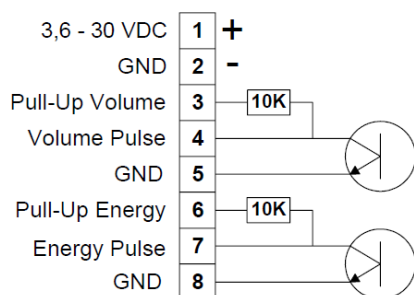 3,6 - 30 VDC 1 +
GND 2 -
Pull-Up Volume 3 10K
Volume Pulse 4
GND 5
Pull-Up Energy 6 10K
Energy Pulse 7
GND 8